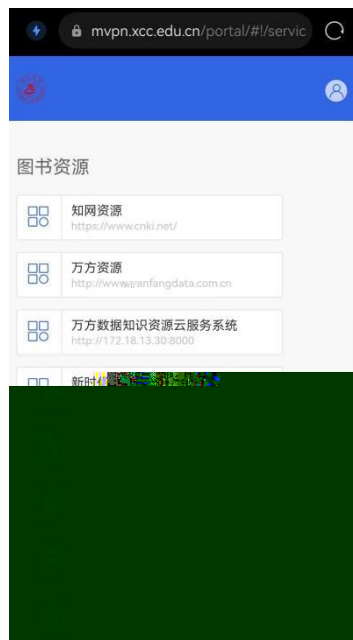 mvpn.xcc.edu.cn/portal/#!/servic
图书资源
知网资源
https://www.cnki.net/
万方资源
万方数据知识资源云服务系统
http://172.18.13.30:8000
新时